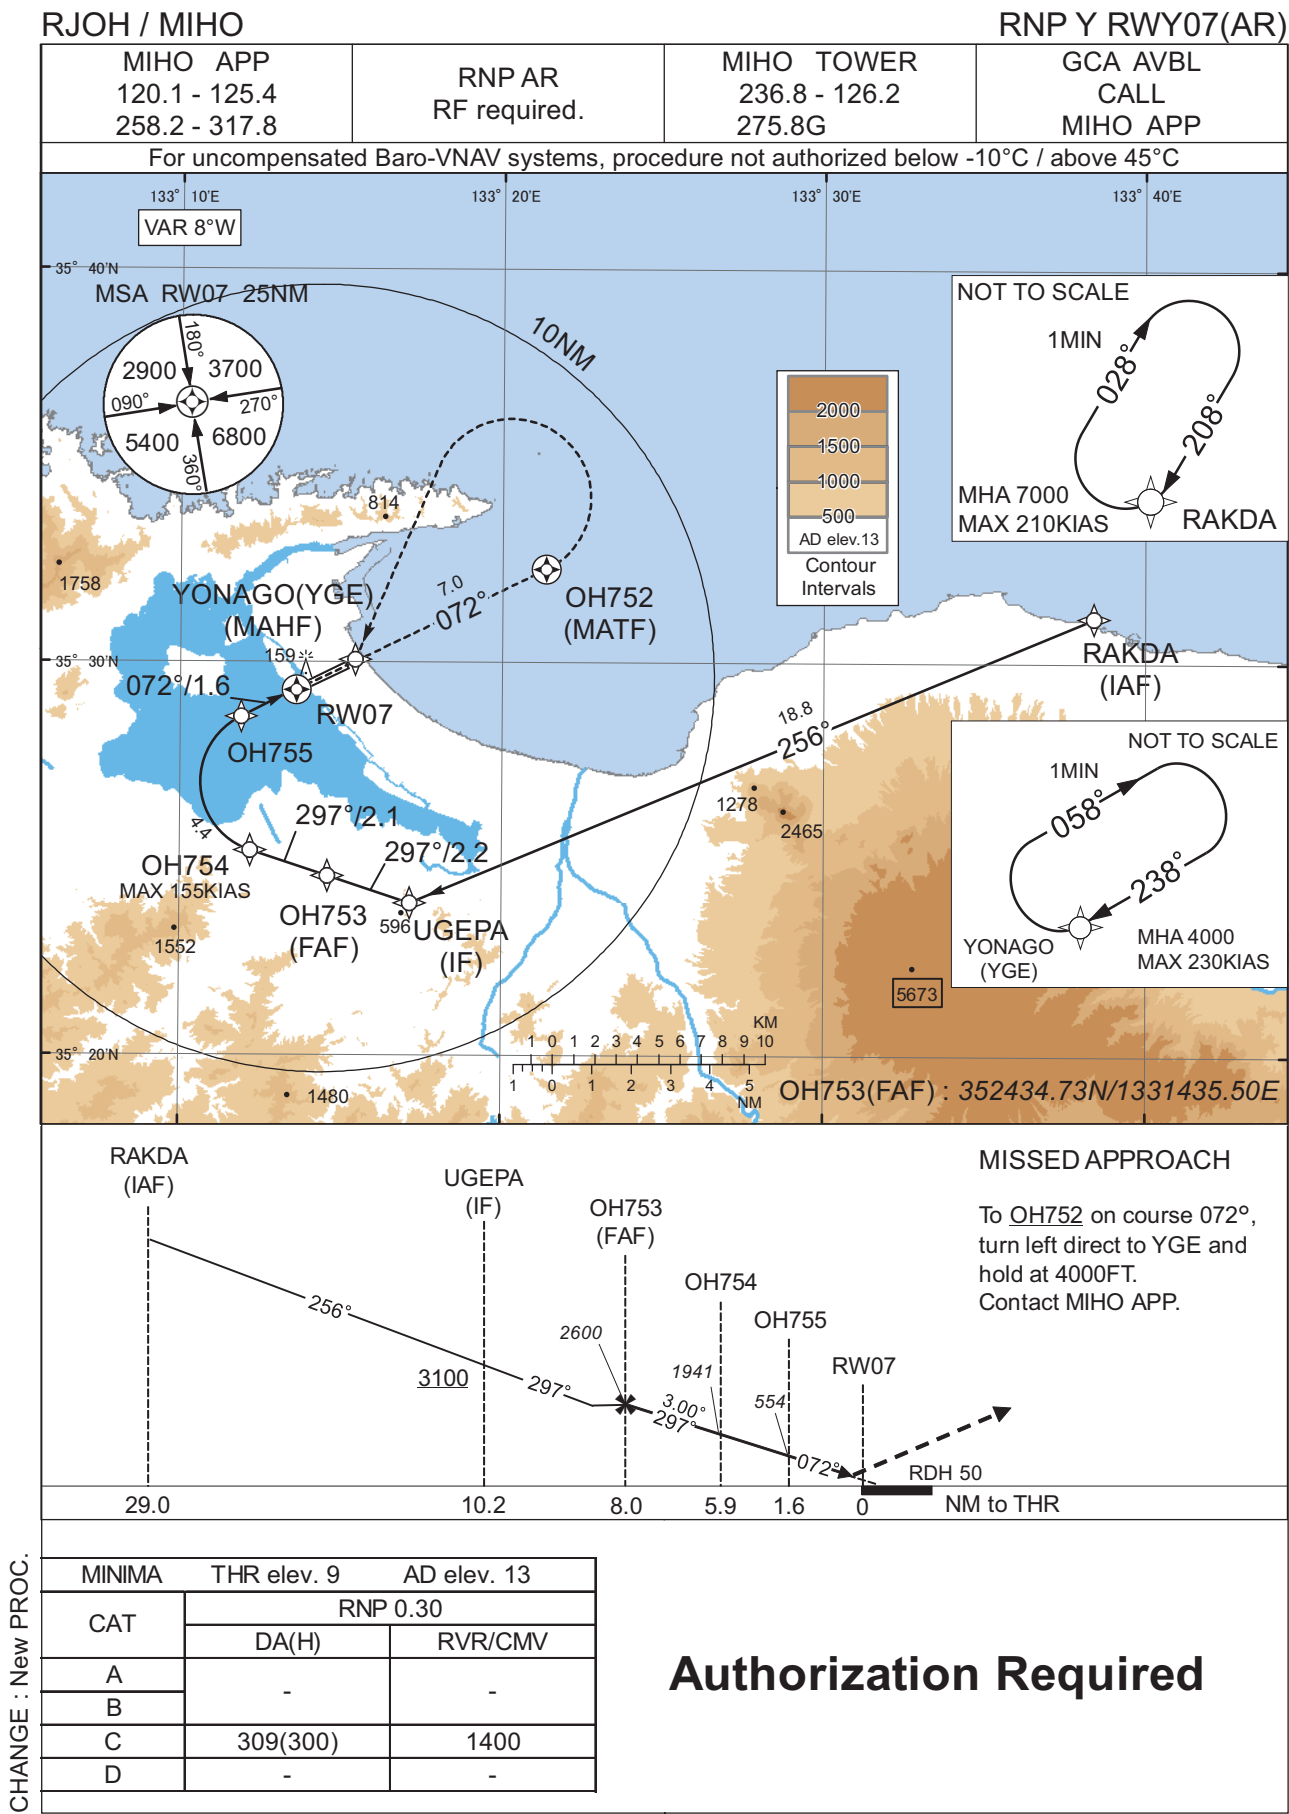 RJOH / MIHO
RNP Y RWY07(AR)
MIHO APP
120.1 - 125.4
258.2 - 317.8
RNP AR
RF required.
MIHO TOWER
236.8 - 126.2
275.8G
GCA AVBL
CALL
MIHO APP
For uncompensated Baro-VNAV systems, procedure not authorized below -10°C / above 45°C
133° 10'E
133° 20'E
133° 30'E
133° 40'E
VAR 8°W
35° 40'N
MSA RW07 25NM
180°
2900
3700
090°
270°
5400
6800
360°
10NM
NOT TO SCALE
1MIN
028°
208°
MHA 7000
MAX 210KIAS
RAKDA
2000
1500
1000
500
AD elev.13
Contour
Intervals
814
1758
YONAGO(YGE)
(MAHF)
7.0
072°
OH752
(MATF)
159
35° 30'N
072°/1.6
RW07
OH755
RAKDA
(IAF)
18.8
256°
NOT TO SCALE
1MIN
058°
238°
YONAGO
(YGE)
MHA 4000
MAX 230KIAS
1278
2465
297°/2.1
4.4
297°/2.2
OH754
MAX 155KIAS
OH753
(FAF)
596
UGEPA
(IF)
1552
5673
KM
1 0 1 2 3 4 5 6 7 8 9 10
1 0 1 2 3 4 5
NM
35° 20'N
1480
OH753(FAF) : 352434.73N/1331435.50E
RAKDA
(IAF)
UGEPA
(IF)
OH753
(FAF)
OH754
OH755
RW07
256°
3100
297°
2600
3.00°
297°
1941
554
072°
RDH 50
29.0
10.2
8.0
5.9
1.6
0
NM to THR
MISSED APPROACH
To OH752 on course 072°,
turn left direct to YGE and
hold at 4000FT.
Contact MIHO APP.
CHANGE : New PROC.
MINIMA THR elev. 9 AD elev. 13
CAT
RNP 0.30
DA(H) RVR/CMV
A
B
- -
C 309(300) 1400
D - -
Authorization Required